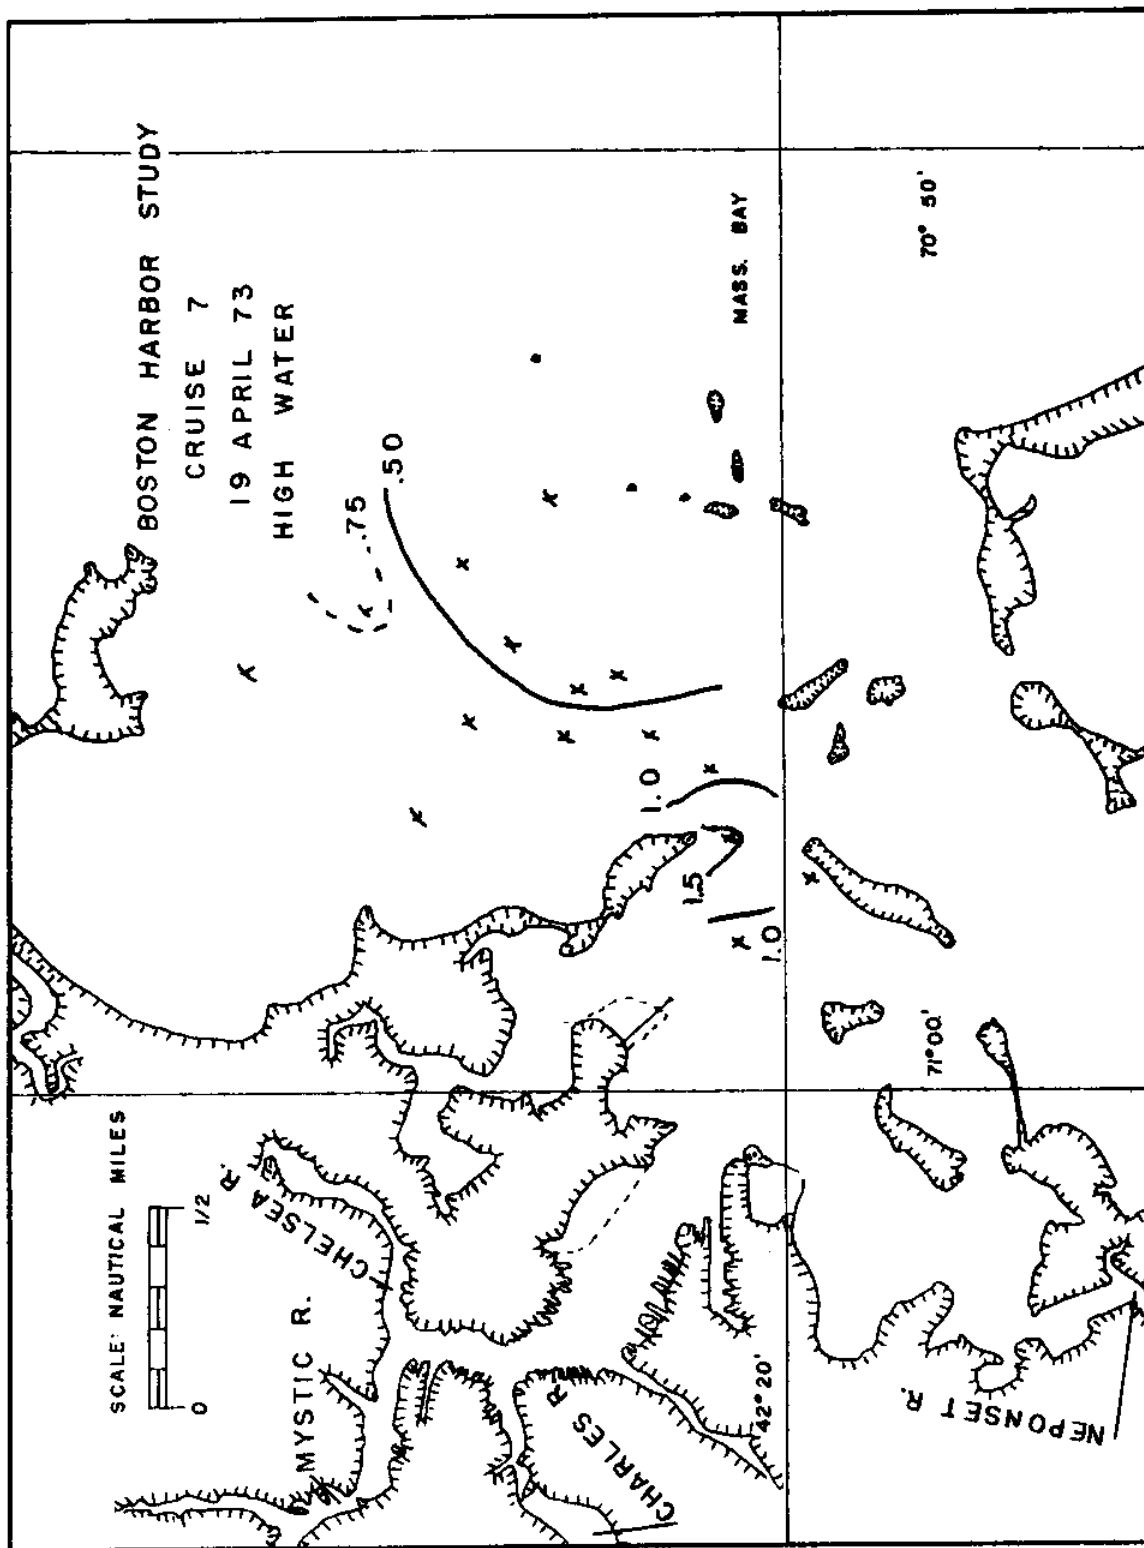 BOSTON HARBOR STUDY
CRUISE 7
19 APRIL 73
HIGH WATER
SCALE: NAUTICAL MILES
0 1/2
MYSTIC R.
CHELSEA R.
CHARLES R.
NEPONSET R.
MASS. BAY
.75
.50
1.0
1.5
1.0
42° 20'
71° 00'
70° 50'